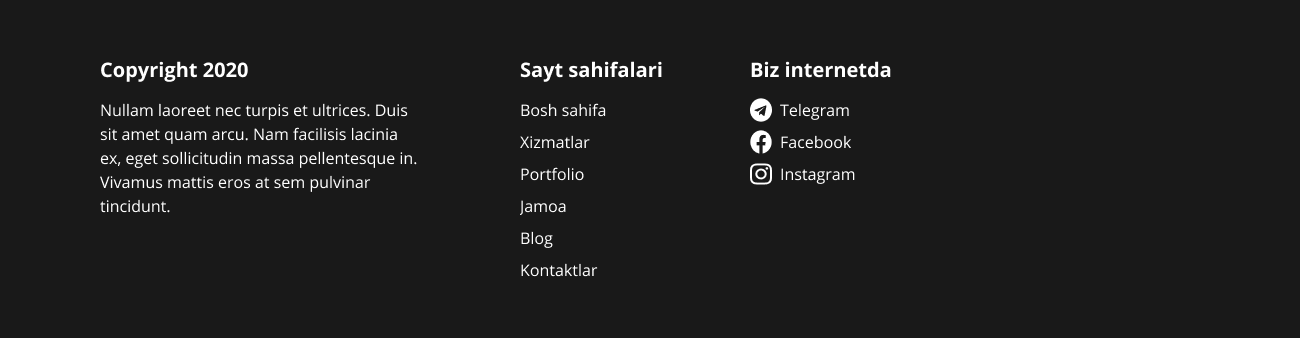 Copyright 2020
Nullam laoreet nec turpis et ultrices. Duis
sit amet quam arcu. Nam facilisis lacinia
ex, eget sollicitudin massa pellentesque in.
Vivamus mattis eros at sem pulvinar
tincidunt.
Sayt sahifalari
Bosh sahifa
Xizmatlar
Portfolio
Jamoa
Blog
Kontaktlar
Biz internetda
Telegram
Facebook
Instagram